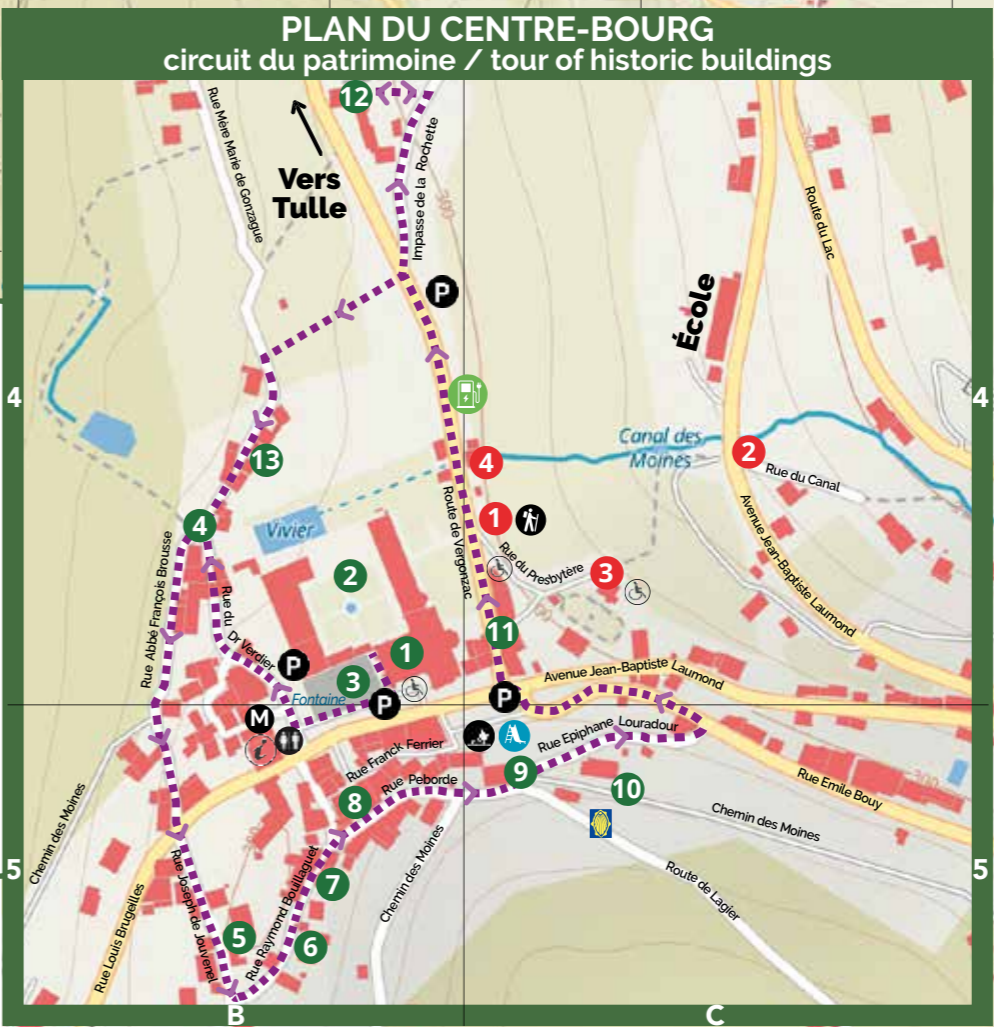 PLAN DU CENTRE-BOURG
circuit du patrimoine / tour of historic buildings
12
Rue Mère Marie de Gonzague
Vers
Tulle
Impasse de la Rochette
300
Route du Lac
P
École
4
4
Canal des
Moines
2
Rue du Canal
13
4
4
Vivier
Route de Vergonzac
1
Rue du Presbytère
3
Avenue Jean-Baptiste Laumond
Rue Abbé François Brousse
2
Rue du
Dr Verdier
P
1
11
3
Fontaine
P
P
Avenue Jean-Baptiste Laumond
M
i
Rue Franck Ferrier
Rue Epiphane Louradour
Rue Peborde
9
8
10
Rue Emile Bouy
300
Chemin des Moines
Chemin des Moines
Chemin des Moines
5
5
Rue Joseph de Jouvenel
Rue Raymond Bouillaguet
7
Route de Lagier
Rue Louis Brugeilles
5
6
B
C